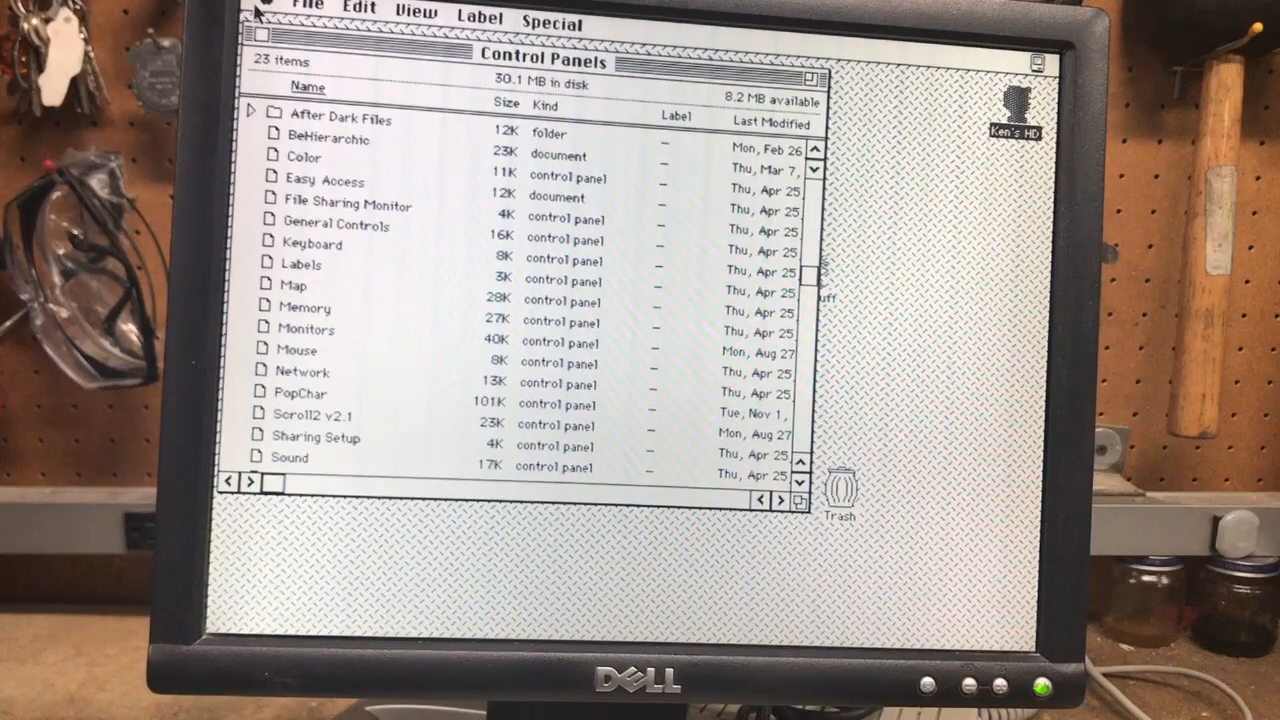 File Edit View Label Special
Control Panels
23 items 30.1 MB in disk 8.2 MB available
Name Size Kind Label Last Modified
After Dark Files 12K folder – Mon, Feb 26
BeHierarchic 23K document – Thu, Mar 7,
Color 11K control panel – Thu, Apr 25
Easy Access 12K document – Thu, Apr 25
File Sharing Monitor 4K control panel – Thu, Apr 25
General Controls 16K control panel – Thu, Apr 25
Keyboard 8K control panel – Thu, Apr 25
Labels 3K control panel – Thu, Apr 25
Map 28K control panel – Thu, Apr 25
Memory 27K control panel – Thu, Apr 25
Monitors 40K control panel – Mon, Aug 27
Mouse 8K control panel – Thu, Apr 25
Network 13K control panel – Thu, Apr 25
PopChar 101K control panel – Tue, Nov 1,
Scroll2 v2.1 23K control panel – Mon, Aug 27
Sharing Setup 4K control panel – Thu, Apr 25
Sound 17K control panel – Thu, Apr 25
Ken's HD
uff
Trash
DELL